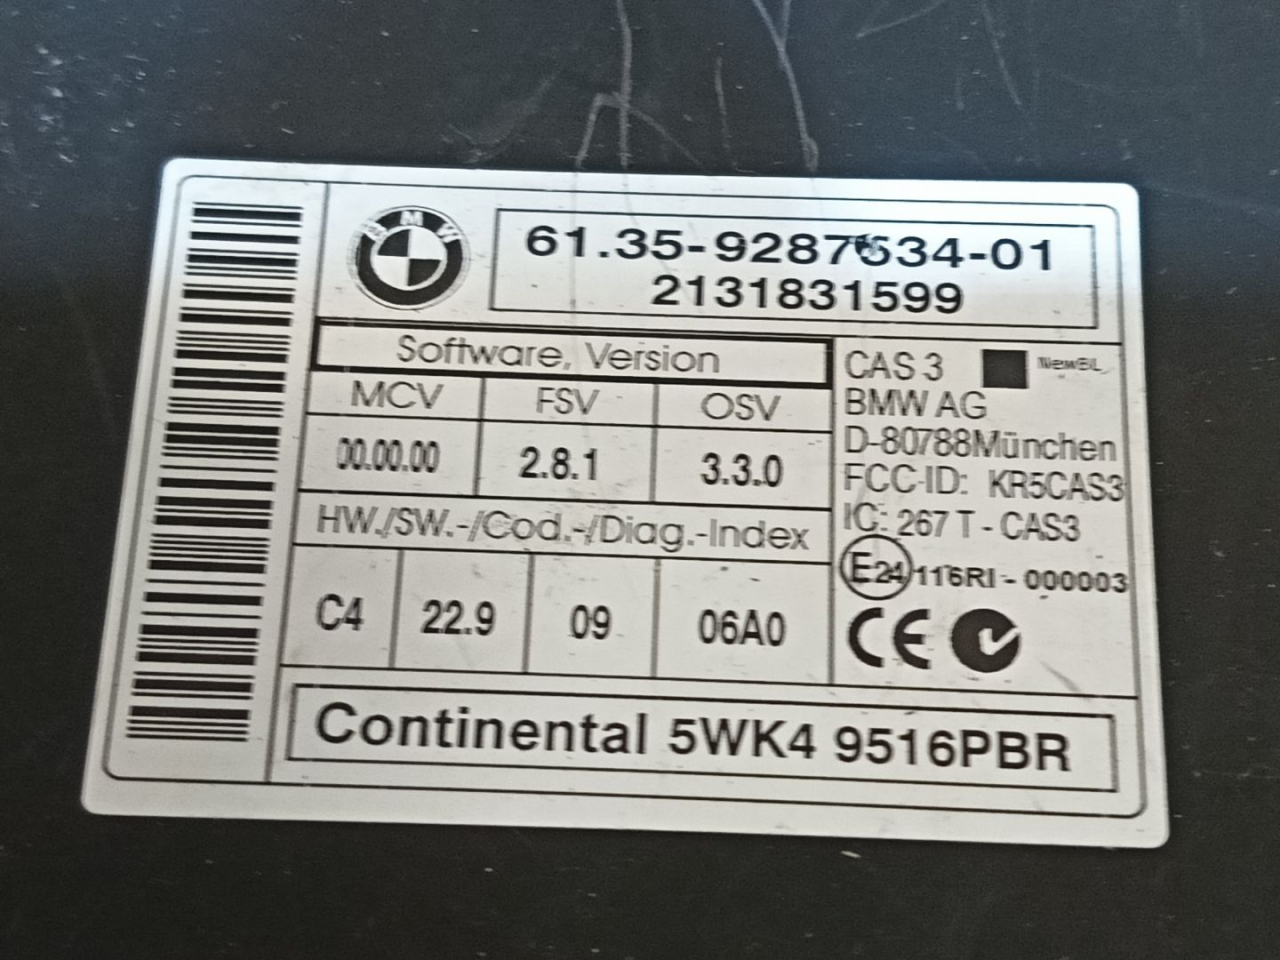 BMW
61.35-9287534-01
2131831599
Software, Version
MCV FSV OSV
00.00.00 2.8.1 3.3.0
HW./SW.-/Cod.-/Diag.-Index
C4 22.9 09 06A0
CAS 3 NewGL
BMW AG
D-80788München
FCC-ID: KR5CAS3
IC: 267 T - CAS3
E24 116RI - 000003
CE
Continental 5WK4 9516PBR